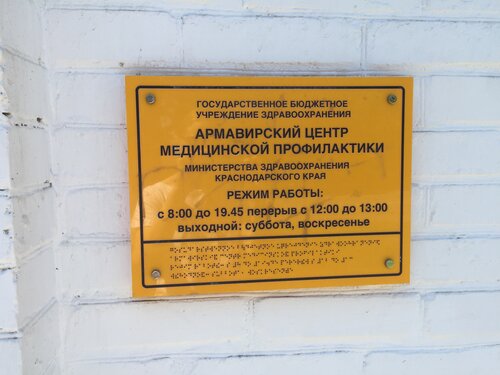 ГОСУДАРСТВЕННОЕ БЮДЖЕТНОЕ
УЧРЕЖДЕНИЕ ЗДРАВООХРАНЕНИЯ
АРМАВИРСКИЙ ЦЕНТР
МЕДИЦИНСКОЙ ПРОФИЛАКТИКИ
МИНИСТЕРСТВА ЗДРАВООХРАНЕНИЯ
КРАСНОДАРСКОГО КРАЯ
РЕЖИМ РАБОТЫ:
с 8:00 до 19.45 перерыв с 12:00 до 13:00
выходной: суббота, воскресенье